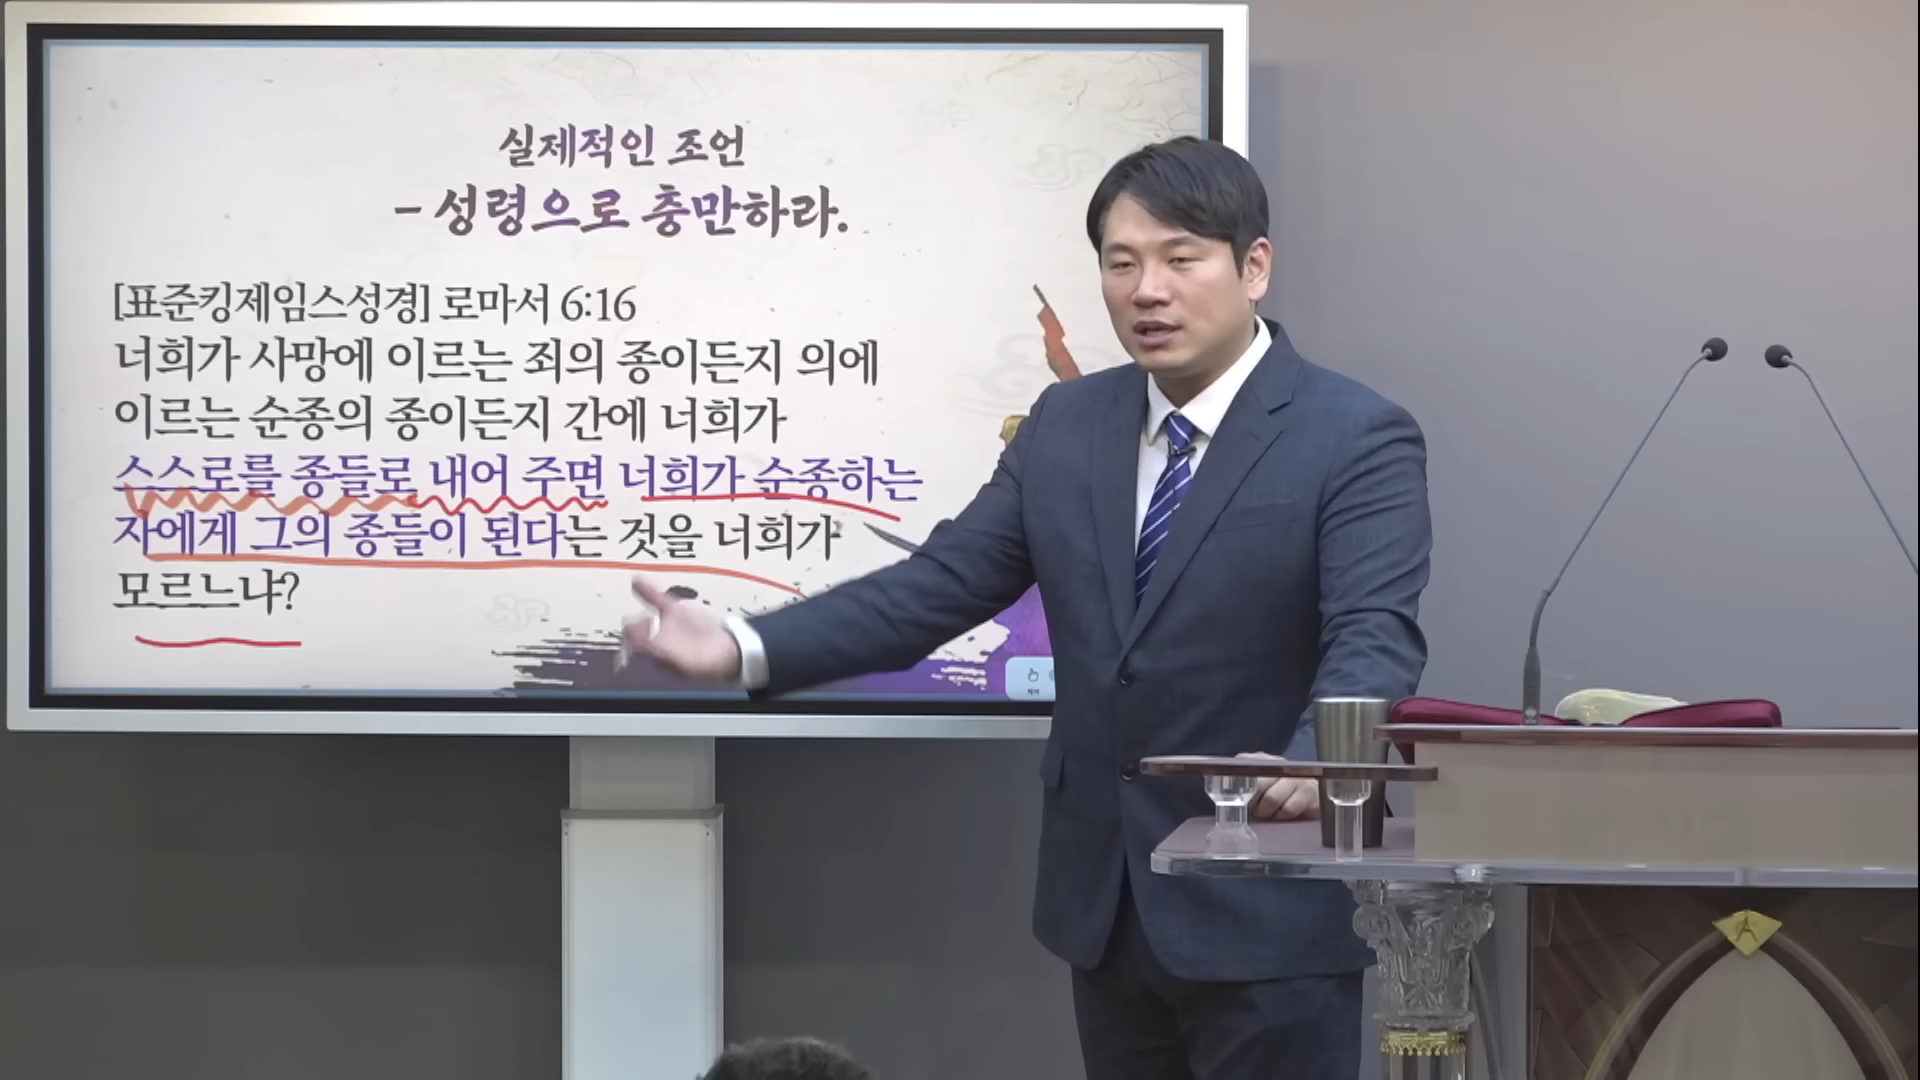 실제적인 조언
- 성령으로 충만하라.
[표준킹제임스성경] 로마서 6:16
너희가 사망에 이르는 죄의 종이든지 의에
이르는 순종의 종이든지 간에 너희가
스스로를 종들로 내어 주면 너희가 순종하는
자에게 그의 종들이 된다는 것을 너희가
모르느냐?
A